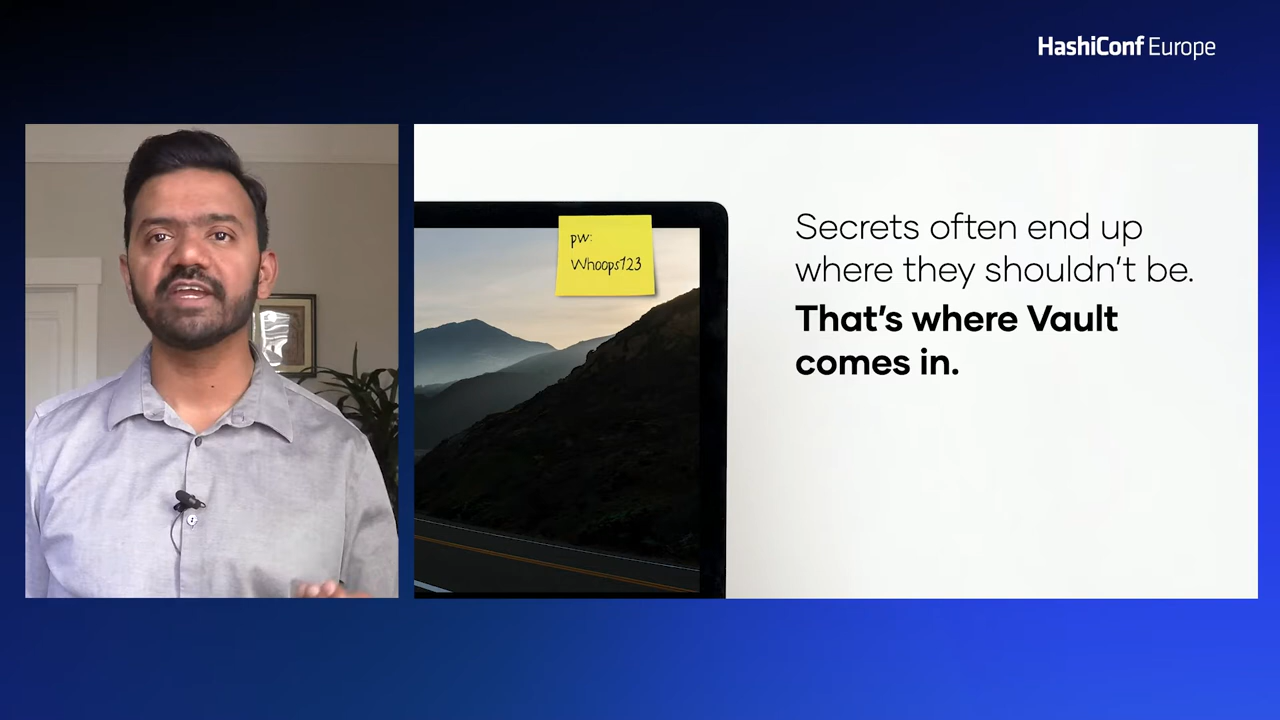 HashiConf Europe
pw:
Whoops123
Secrets often end up
where they shouldn't be.
That's where Vault
comes in.